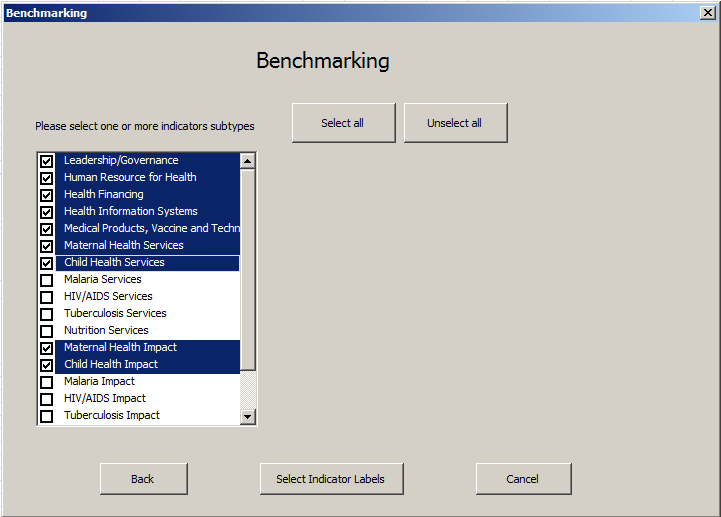 Benchmarking
Benchmarking
Please select one or more indicators subtypes
Select all
Unselect all
Leadership/Governance
Human Resource for Health
Health Financing
Health Information Systems
Medical Products, Vaccine and Techn
Maternal Health Services
Child Health Services
Malaria Services
HIV/AIDS Services
Tuberculosis Services
Nutrition Services
Maternal Health Impact
Child Health Impact
Malaria Impact
HIV/AIDS Impact
Tuberculosis Impact
Back
Select Indicator Labels
Cancel